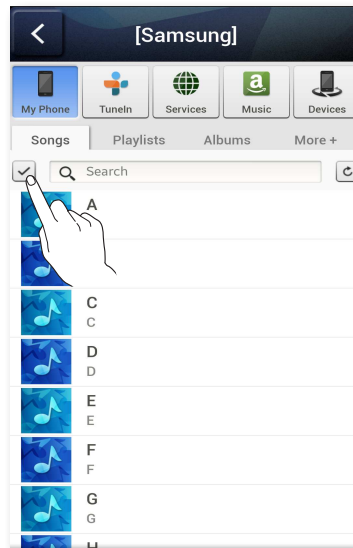 [Samsung]
a
My Phone TuneIn Services Music Devices
Songs Playlists Albums More +
Search
A
C
C
D
D
E
E
F
F
G
G
H